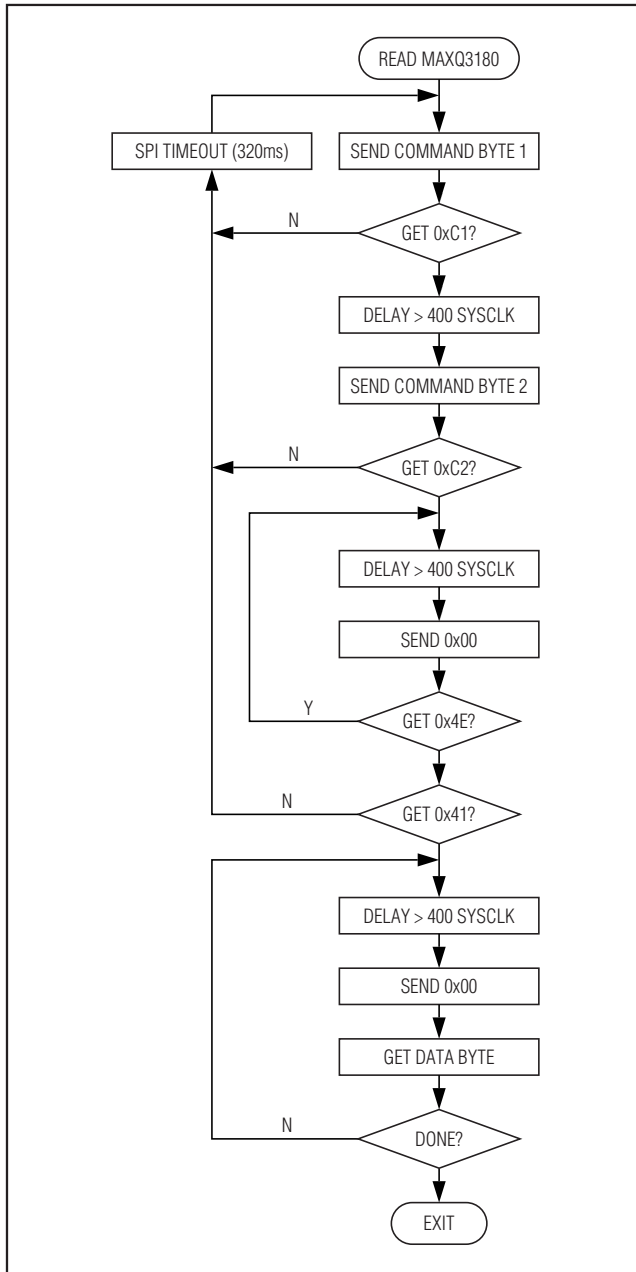 READ MAXQ3180
SPI TIMEOUT (320ms)
SEND COMMAND BYTE 1
N
GET 0xC1?
DELAY > 400 SYSCLK
SEND COMMAND BYTE 2
N
GET 0xC2?
DELAY > 400 SYSCLK
SEND 0x00
Y
GET 0x4E?
N
GET 0x41?
DELAY > 400 SYSCLK
SEND 0x00
GET DATA BYTE
N
DONE?
EXIT